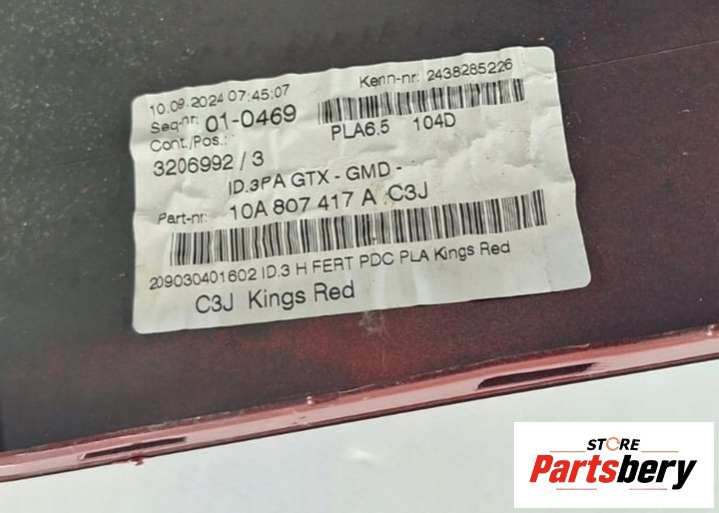 10.09.2024 07:45:07
Kenn-nr: 2438285226
Seq-nr: 01-0469
Cont./Pos.:
PLA6.5 104D
3206992 / 3
ID.3PA GTX - GMD -
Part-nr: 10A 807 417 A C3J
209030401602 ID.3 H FERT PDC PLA Kings Red
C3J Kings Red
STORE
Partsbery